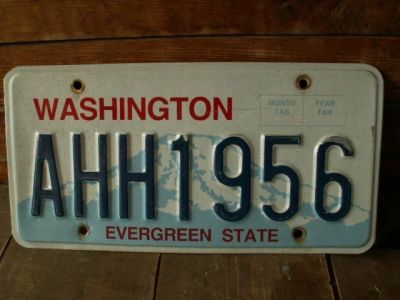 WASHINGTON
MONTH TAB
YEAR TAB
AHH1956
EVERGREEN STATE